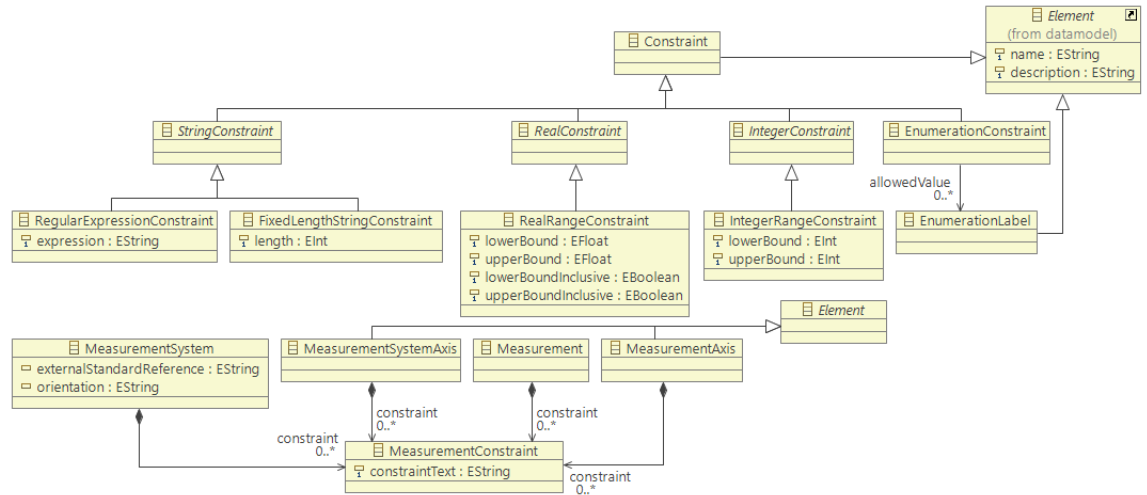 Element
(from datamodel)
name : EString
description : EString
Constraint
StringConstraint
RealConstraint
IntegerConstraint
EnumerationConstraint
allowedValue
0..*
RegularExpressionConstraint
expression : EString
FixedLengthStringConstraint
length : EInt
RealRangeConstraint
lowerBound : EFloat
upperBound : EFloat
lowerBoundInclusive : EBoolean
upperBoundInclusive : EBoolean
IntegerRangeConstraint
lowerBound : EInt
upperBound : EInt
EnumerationLabel
Element
MeasurementSystem
externalStandardReference : EString
orientation : EString
MeasurementSystemAxis
Measurement
MeasurementAxis
constraint
0..*
constraint
0..*
constraint
0..*
MeasurementConstraint
constraintText : EString
constraint
0..*